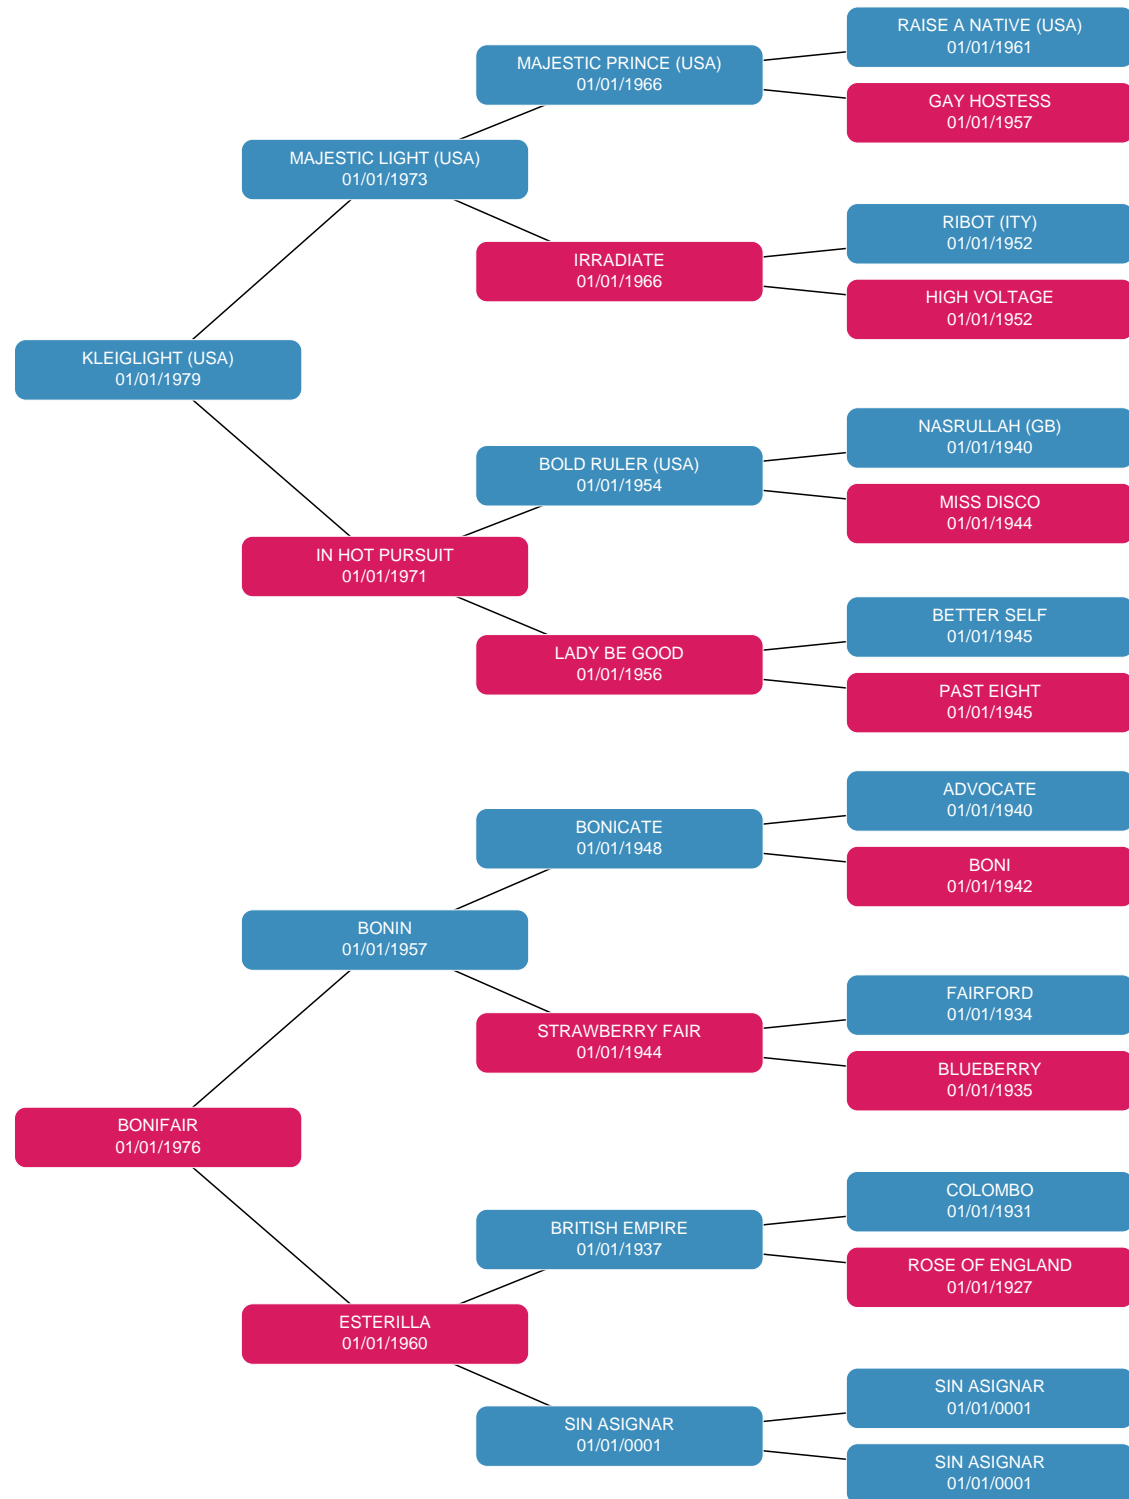 RAISE A NATIVE (USA)
01/01/1961
MAJESTIC PRINCE (USA)
01/01/1966
GAY HOSTESS
01/01/1957
MAJESTIC LIGHT (USA)
01/01/1973
RIBOT (ITY)
01/01/1952
IRRADIATE
01/01/1966
HIGH VOLTAGE
01/01/1952
KLEIGLIGHT (USA)
01/01/1979
NASRULLAH (GB)
01/01/1940
BOLD RULER (USA)
01/01/1954
MISS DISCO
01/01/1944
IN HOT PURSUIT
01/01/1971
BETTER SELF
01/01/1945
LADY BE GOOD
01/01/1956
PAST EIGHT
01/01/1945
ADVOCATE
01/01/1940
BONICATE
01/01/1948
BONI
01/01/1942
BONIN
01/01/1957
FAIRFORD
01/01/1934
STRAWBERRY FAIR
01/01/1944
BLUEBERRY
01/01/1935
BONIFAIR
01/01/1976
COLOMBO
01/01/1931
BRITISH EMPIRE
01/01/1937
ROSE OF ENGLAND
01/01/1927
ESTERILLA
01/01/1960
SIN ASIGNAR
01/01/0001
SIN ASIGNAR
01/01/0001
SIN ASIGNAR
01/01/0001